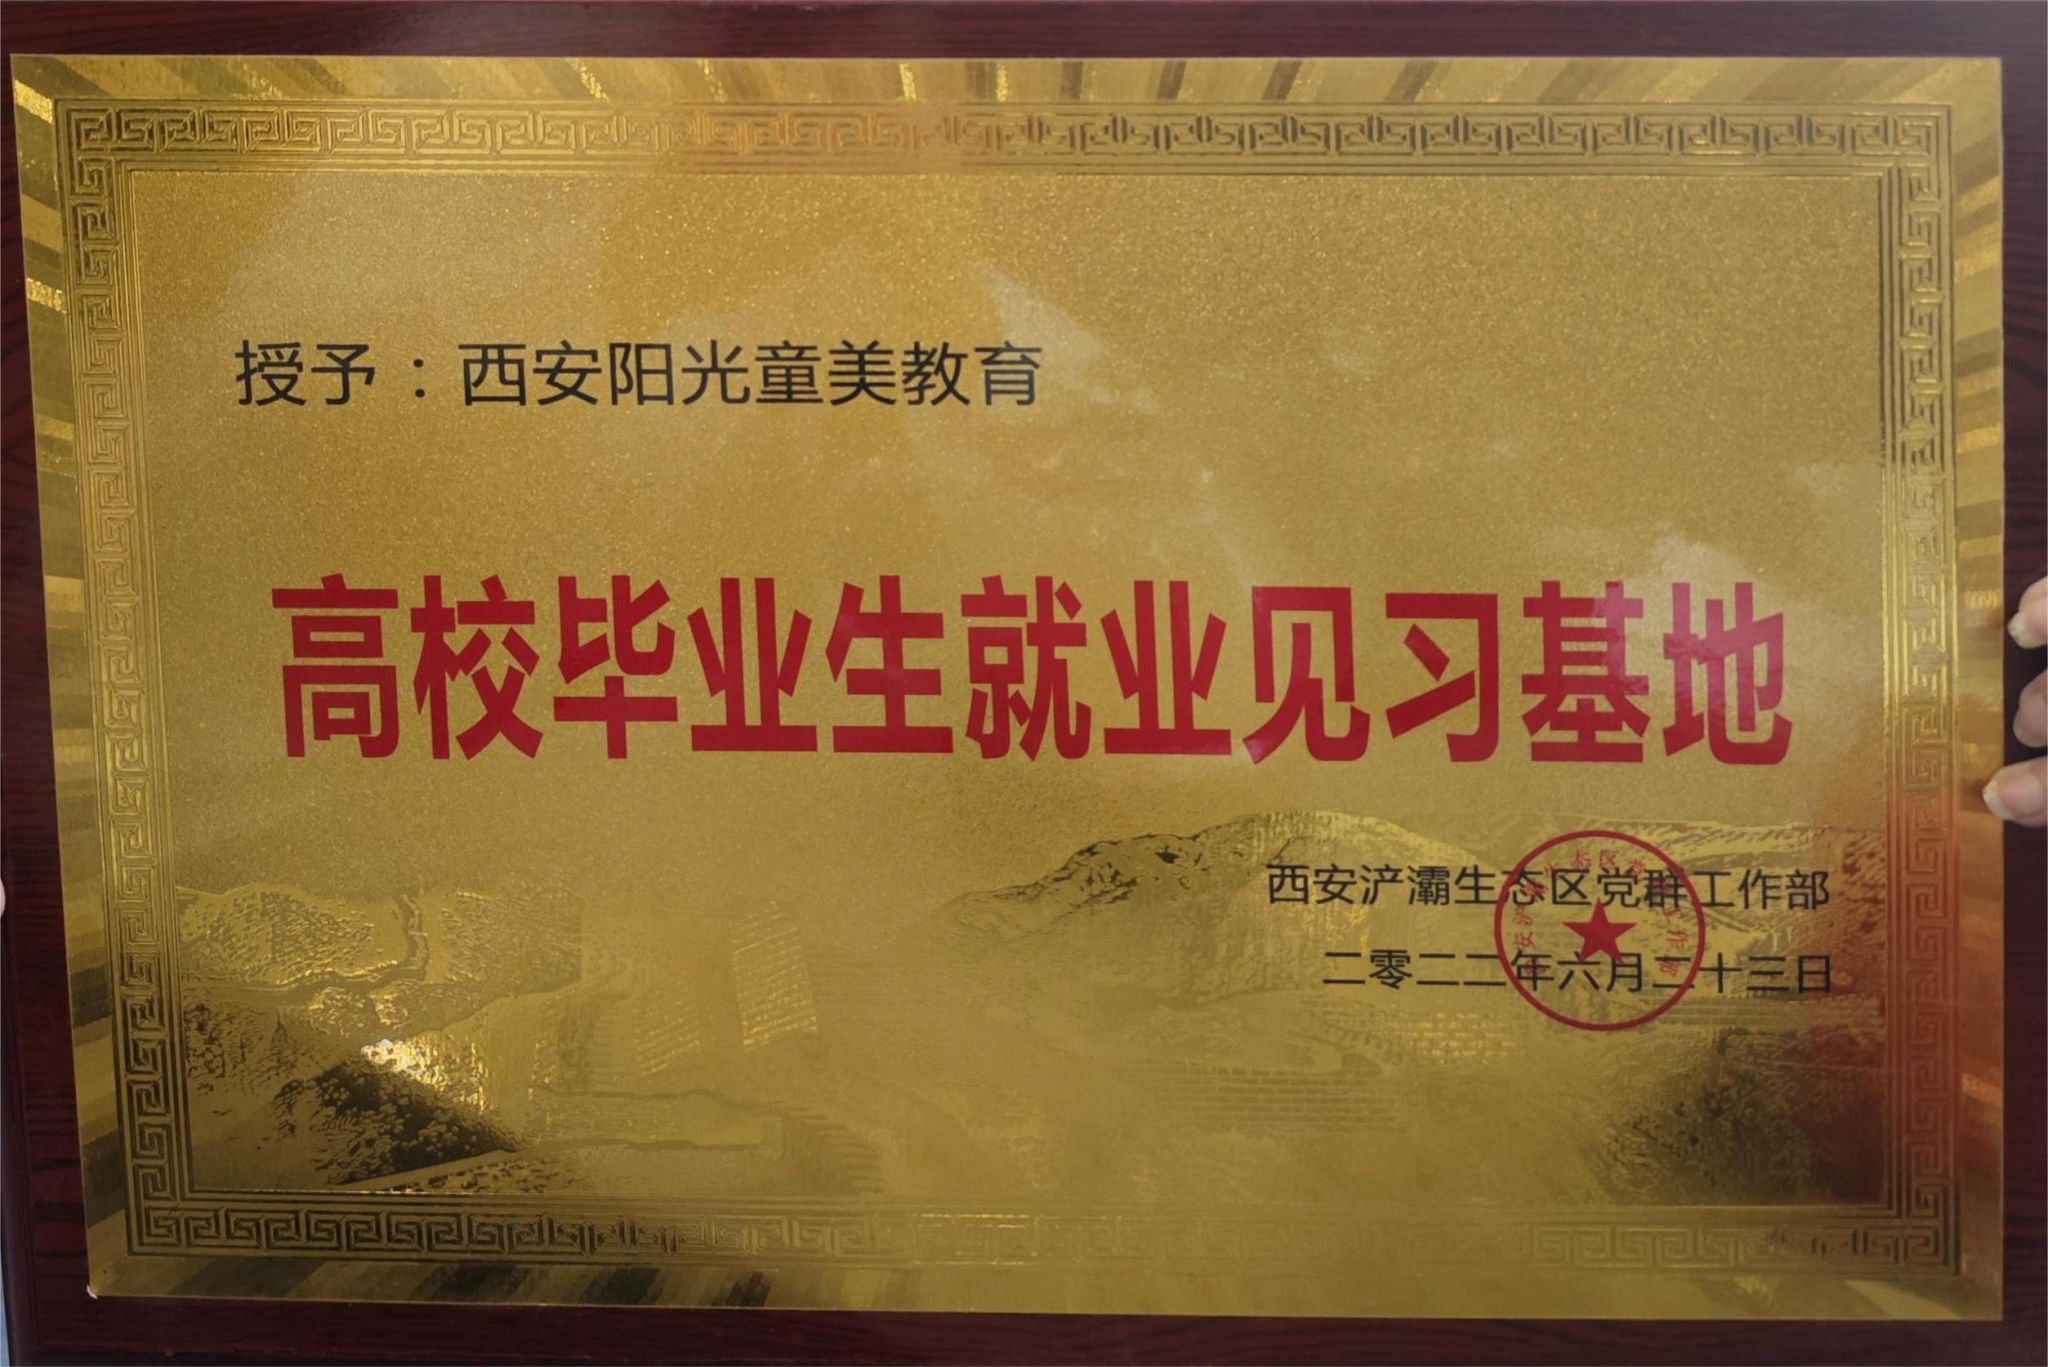 授予：西安阳光童美教育
高校毕业生就业见习基地
西安浐灞生态区党群工作部
二零二二年六月二十三日